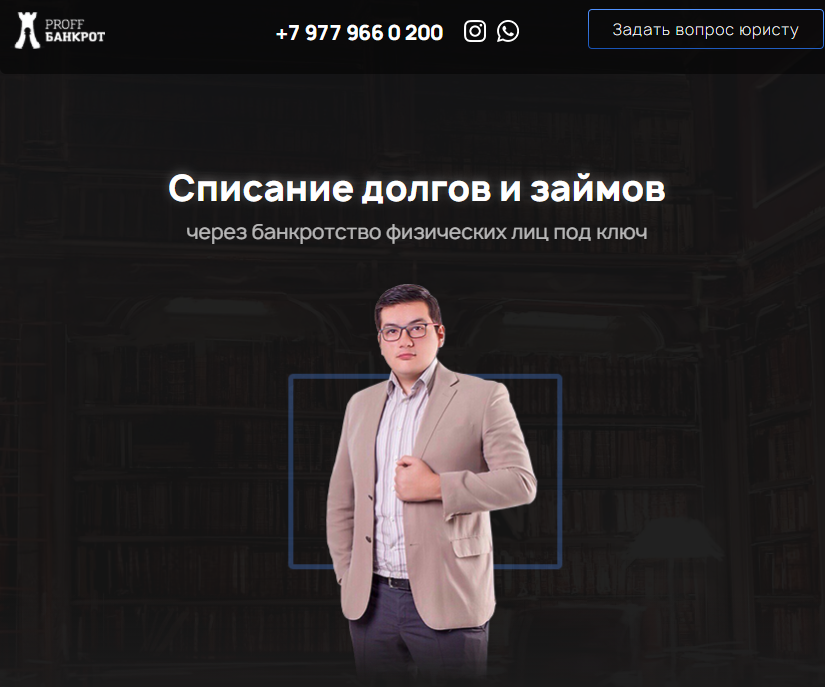 PROFF
БАНКРОТ
+7 977 966 0 200
Задать вопрос юристу
Списание долгов и займов
через банкротство физических лиц под ключ